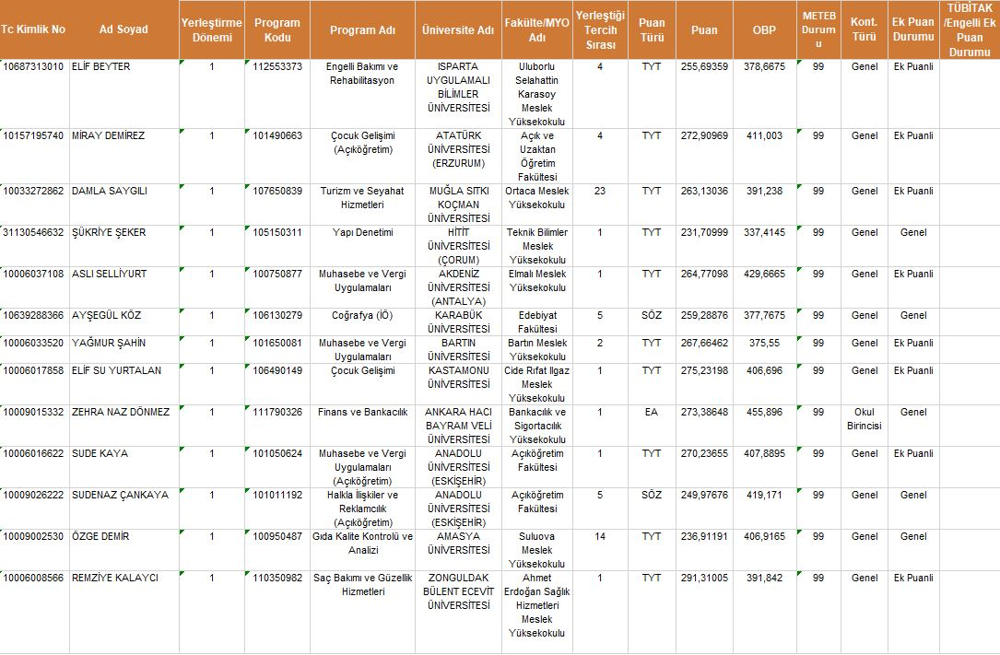 Tc Kimlik No Ad Soyad Yerleştirme Dönemi Program Kodu Program Adı Üniversite Adı Fakülte/MYO Adı Yerleştiği Tercih Sırası Puan Türü Puan OBP METEB Durumu Kont. Türü Ek Puan Durumu TÜBİTAK /Engelli Ek Puan Durumu
10687313010 ELİF BEYTER 1 112553373 Engelli Bakımı ve Rehabilitasyon ISPARTA UYGULAMALI BİLİMLER ÜNİVERSİTESİ Uluborlu Selahattin Karasoy Meslek Yüksekokulu 4 TYT 255,69359 378,6675 99 Genel Ek Puanli
10157195740 MİRAY DEMİREZ 1 101490663 Çocuk Gelişimi (Açıköğretim) ATATÜRK ÜNİVERSİTESİ (ERZURUM) Açık ve Uzaktan Öğretim Fakültesi 4 TYT 272,90969 411,003 99 Genel Ek Puanli
10033272862 DAMLA SAYGILI 1 107650839 Turizm ve Seyahat Hizmetleri MUĞLA SITKI KOÇMAN ÜNİVERSİTESİ Ortaca Meslek Yüksekokulu 23 TYT 263,13036 391,238 99 Genel Ek Puanli
31130546632 ŞÜKRİYE ŞEKER 1 105150311 Yapı Denetimi HİTİT ÜNİVERSİTESİ (ÇORUM) Teknik Bilimler Meslek Yüksekokulu 1 TYT 231,70999 337,4145 99 Genel Genel
10006037108 ASLI SELLİYURT 1 100750877 Muhasebe ve Vergi Uygulamaları AKDENİZ ÜNİVERSİTESİ (ANTALYA) Elmalı Meslek Yüksekokulu 1 TYT 264,77098 429,6665 99 Genel Ek Puanli
10639288366 AYŞEGÜL KÖZ 1 106130279 Coğrafya (İÖ) KARABÜK ÜNİVERSİTESİ Edebiyat Fakültesi 5 SÖZ 259,28876 377,7675 99 Genel Genel
10006033520 YAĞMUR ŞAHİN 1 101650081 Muhasebe ve Vergi Uygulamaları BARTIN ÜNİVERSİTESİ Bartın Meslek Yüksekokulu 2 TYT 267,66462 375,55 99 Genel Ek Puanli
10006017858 ELİF SU YURTALAN 1 106490149 Çocuk Gelişimi KASTAMONU ÜNİVERSİTESİ Cide Rıfat Ilgaz Meslek Yüksekokulu 1 TYT 275,23198 406,696 99 Genel Ek Puanli
10009015332 ZEHRA NAZ DÖNMEZ 1 111790326 Finans ve Bankacılık ANKARA HACI BAYRAM VELİ ÜNİVERSİTESİ Bankacılık ve Sigortacılık Yüksekokulu 1 EA 273,38648 455,896 99 Okul Birincisi Genel
10006016622 SUDE KAYA 1 101050624 Muhasebe ve Vergi Uygulamaları (Açıköğretim) ANADOLU ÜNİVERSİTESİ (ESKİŞEHİR) Açıköğretim Fakültesi 1 TYT 270,23655 407,8895 99 Genel Ek Puanli
10009026222 SUDENAZ ÇANKAYA 1 101011192 Halkla İlişkiler ve Reklamcılık (Açıköğretim) ANADOLU ÜNİVERSİTESİ (ESKİŞEHİR) Açıköğretim Fakültesi 5 SÖZ 249,97676 419,171 99 Genel Genel
10009002530 ÖZGE DEMİR 1 100950487 Gıda Kalite Kontrolü ve Analizi AMASYA ÜNİVERSİTESİ Suluova Meslek Yüksekokulu 14 TYT 236,91191 406,9165 99 Genel Genel
10006008566 REMZİYE KALAYCI 1 110350982 Saç Bakımı ve Güzellik Hizmetleri ZONGULDAK BÜLENT ECEVİT ÜNİVERSİTESİ Ahmet Erdoğan Sağlık Hizmetleri Meslek Yüksekokulu 1 TYT 291,31005 391,842 99 Genel Ek Puanli